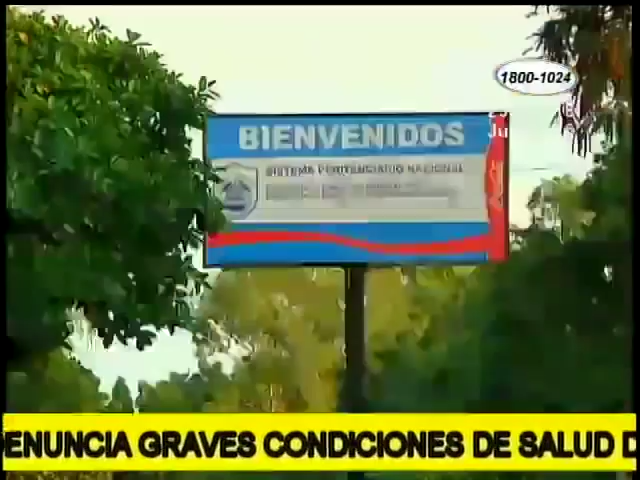 1800-1024
BIENVENIDOS
SISTEMA PENITENCIARIO NACIONAL
ENUNCIA GRAVES CONDICIONES DE SALUD D